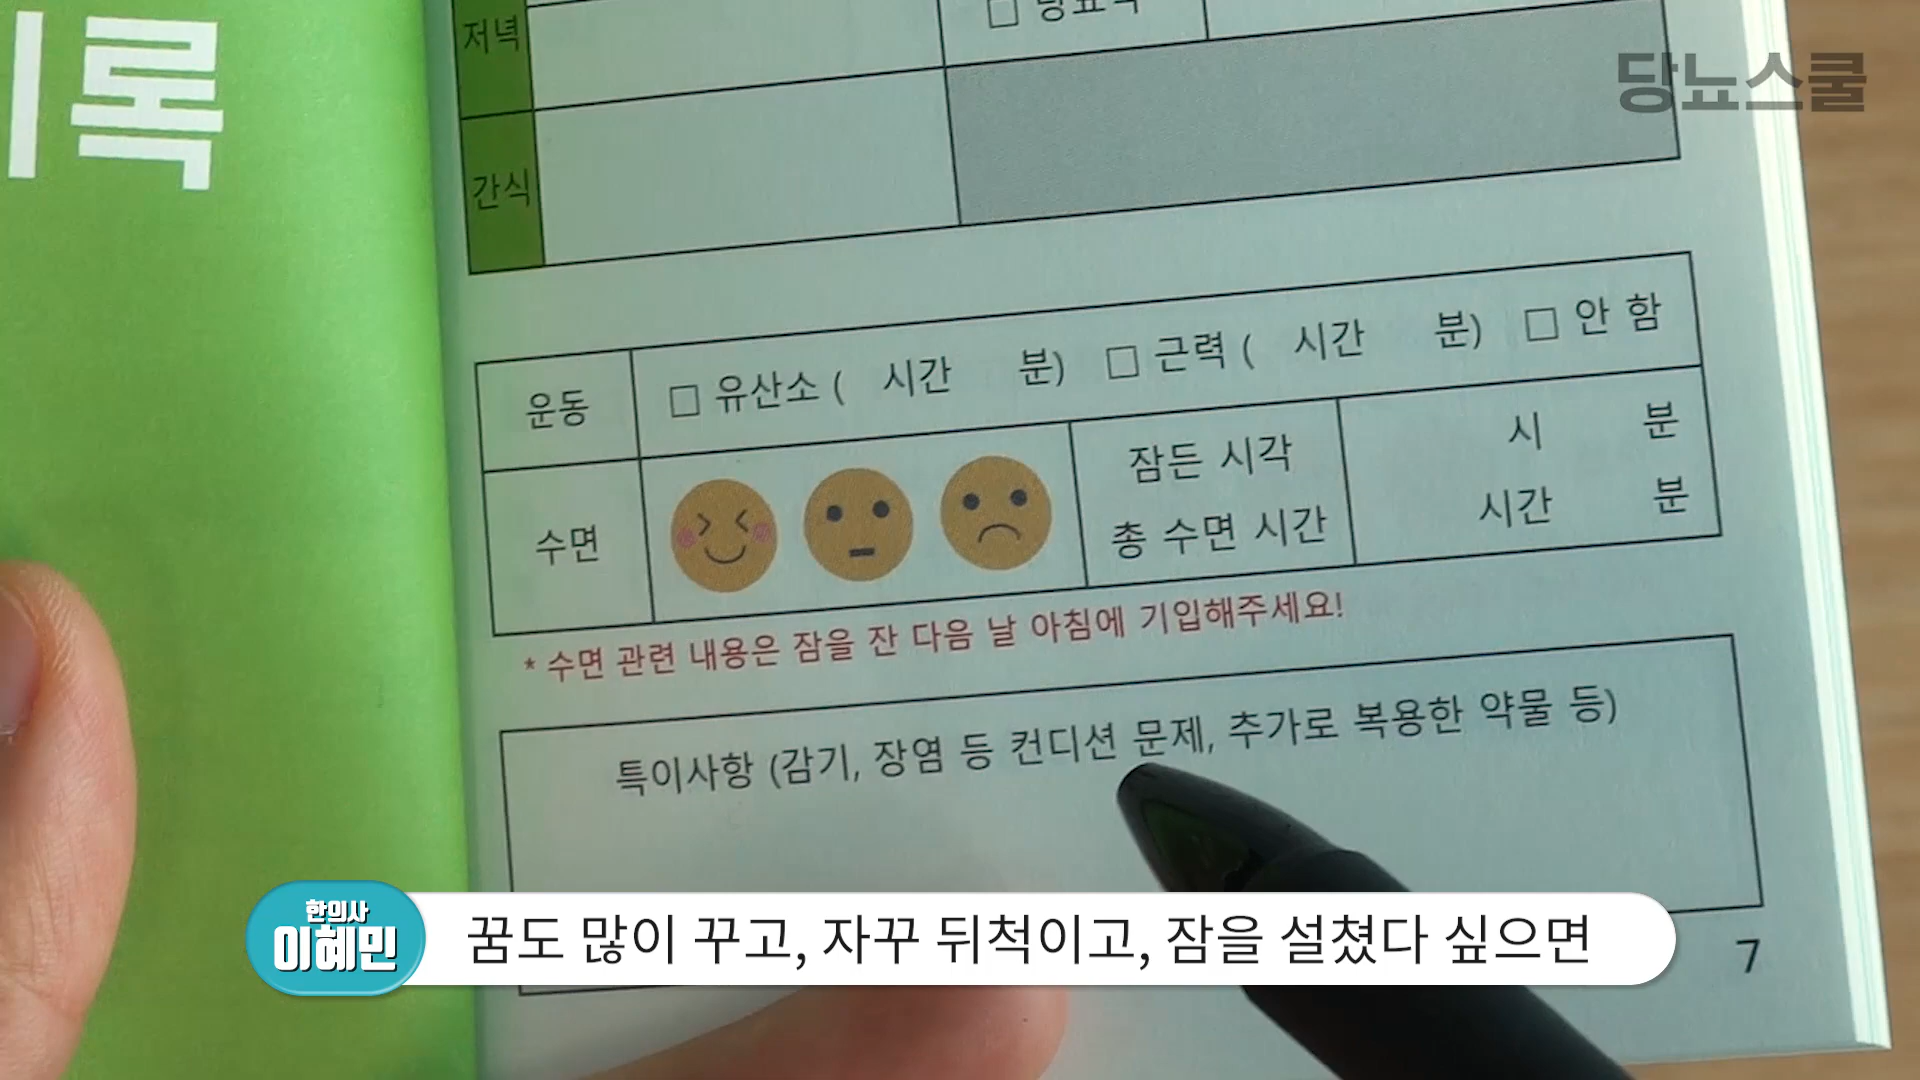 록
당뇨스쿨
저녁
□ 당뇨약
간식
운동 □ 유산소 ( 시간 분) □ 근력 ( 시간 분) □ 안 함
수면 잠든 시각 시 분
총 수면 시간 시간 분
* 수면 관련 내용은 잠을 잔 다음 날 아침에 기입해주세요!
특이사항 (감기, 장염 등 컨디션 문제, 추가로 복용한 약물 등)
한의사
이혜민
꿈도 많이 꾸고, 자꾸 뒤척이고, 잠을 설쳤다 싶으면
7